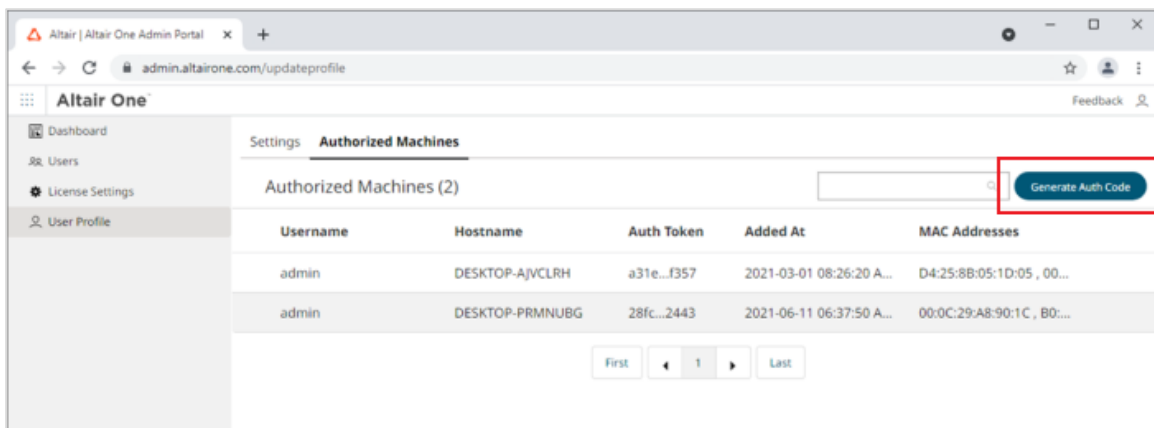 Altair | Altair One Admin Portal
admin.altairone.com/updateprofile
Altair One™
Feedback
Dashboard
Users
License Settings
User Profile
Settings Authorized Machines
Authorized Machines (2)
Generate Auth Code
Username Hostname Auth Token Added At MAC Addresses
admin DESKTOP-AJVCLRH a31e...f357 2021-03-01 08:26:20 A... D4:25:8B:05:1D:05 , 00...
admin DESKTOP-PRMNUBG 28fc...2443 2021-06-11 06:37:50 A... 00:0C:29:A8:90:1C , B0:...
First 1 Last